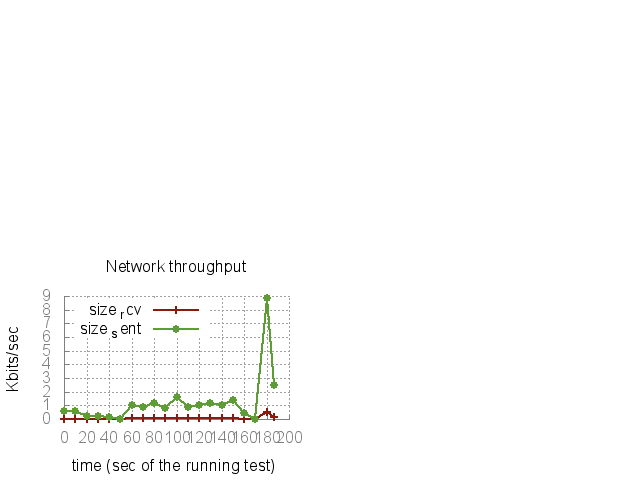 Network throughput
9
8
7
6
5
4
3
2
1
0
size rcv
size sent
Kbits/sec
0 20 40 60 80 100 120 140 160 180 200
time (sec of the running test)